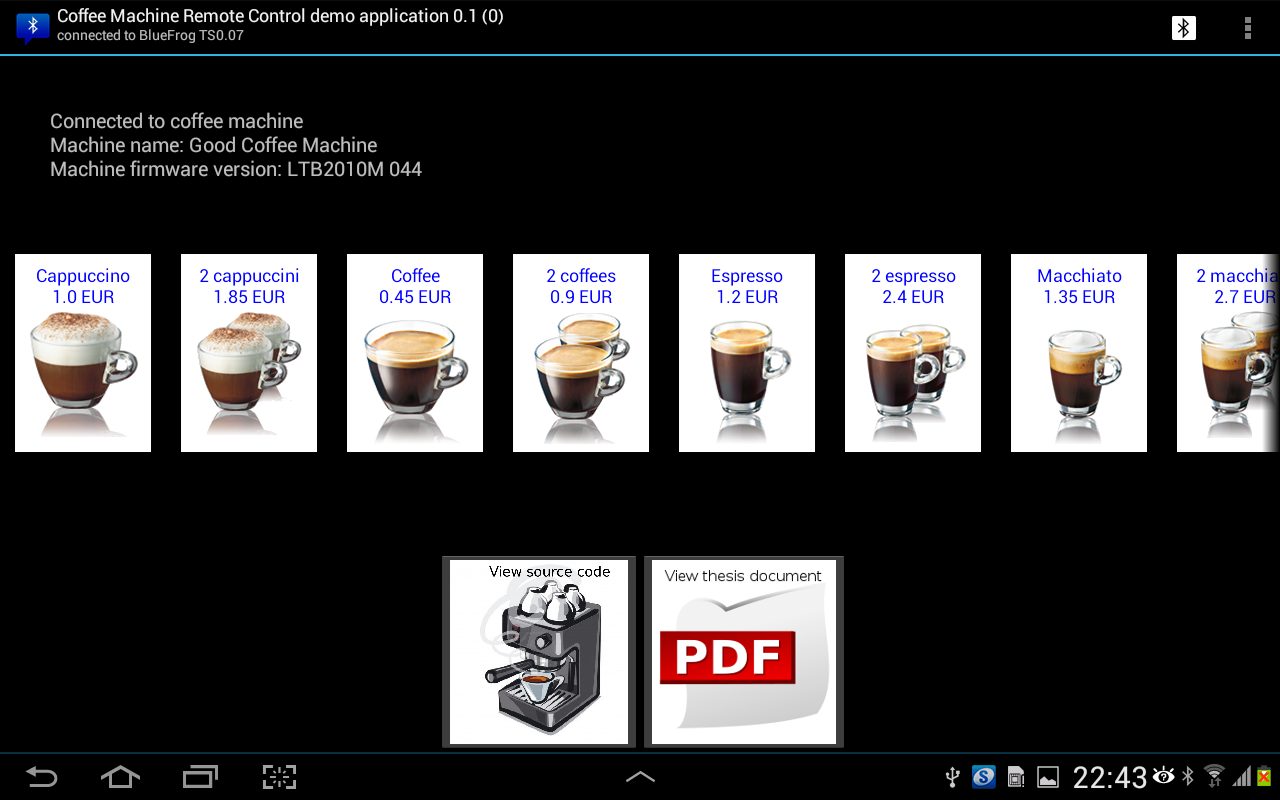 Coffee Machine Remote Control demo application 0.1 (0)
connected to BlueFrog TS0.07
Connected to coffee machine
Machine name: Good Coffee Machine
Machine firmware version: LTB2010M 044
Cappuccino
1.0 EUR
2 cappuccini
1.85 EUR
Coffee
0.45 EUR
2 coffees
0.9 EUR
Espresso
1.2 EUR
2 espresso
2.4 EUR
Macchiato
1.35 EUR
2 macchia
2.7 EUR
View source code
View thesis document
PDF
22:43